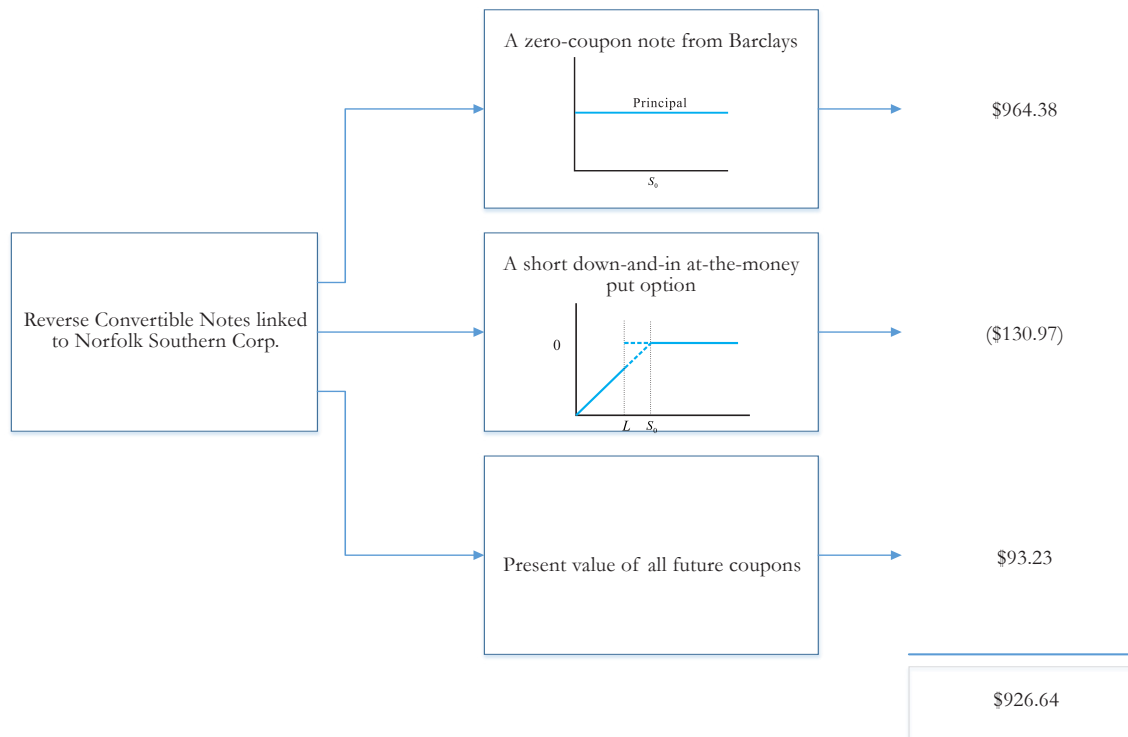 A zero-coupon note from Barclays
Principal
S₀
$964.38
Reverse Convertible Notes linked
to Norfolk Southern Corp.
A short down-and-in at-the-money
put option
0
L S₀
($130.97)
Present value of all future coupons
$93.23
$926.64